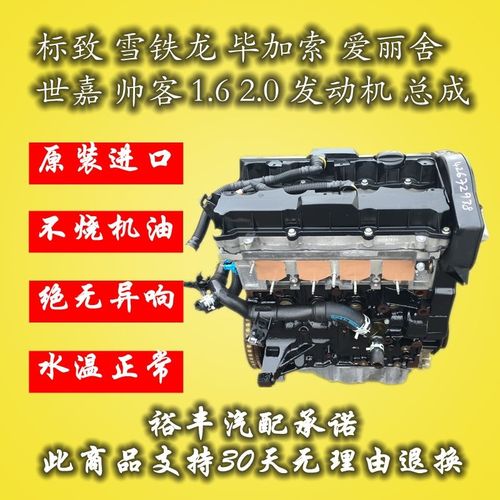 标致 雪铁龙 毕加索 爱丽舍
世嘉 帅客 1.6 2.0 发动机 总成
原装进口
不烧机油
绝无异响
水温正常
裕丰汽配承诺
此商品支持30天无理由退换